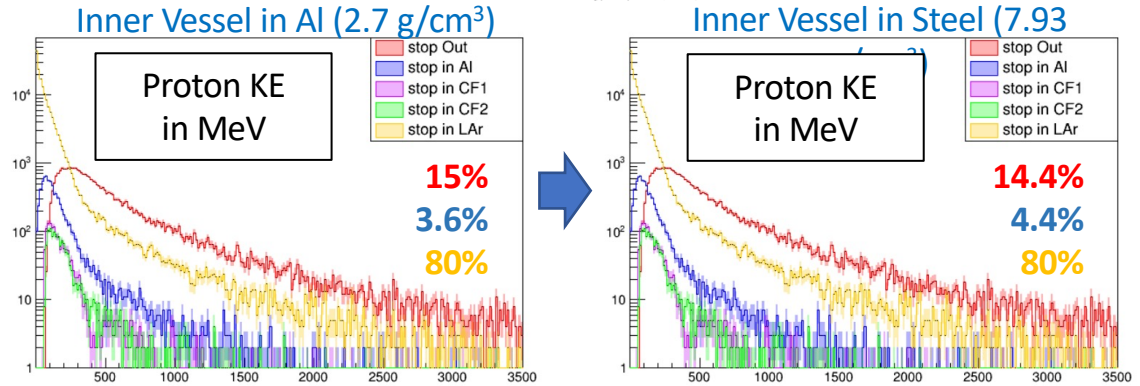 Inner Vessel in Al (2.7 g/cm³)
Proton KE
in MeV
stop Out
stop in Al
stop in CF1
stop in CF2
stop in LAr
15%
3.6%
80%
10⁴
10³
10²
10
1
500 1000 1500 2000 2500 3000 3500
Inner Vessel in Steel (7.93
Proton KE
in MeV
stop Out
stop in Al
stop in CF1
stop in CF2
stop in LAr
14.4%
4.4%
80%
10⁴
10³
10²
10
1
500 1000 1500 2000 2500 3000 3500